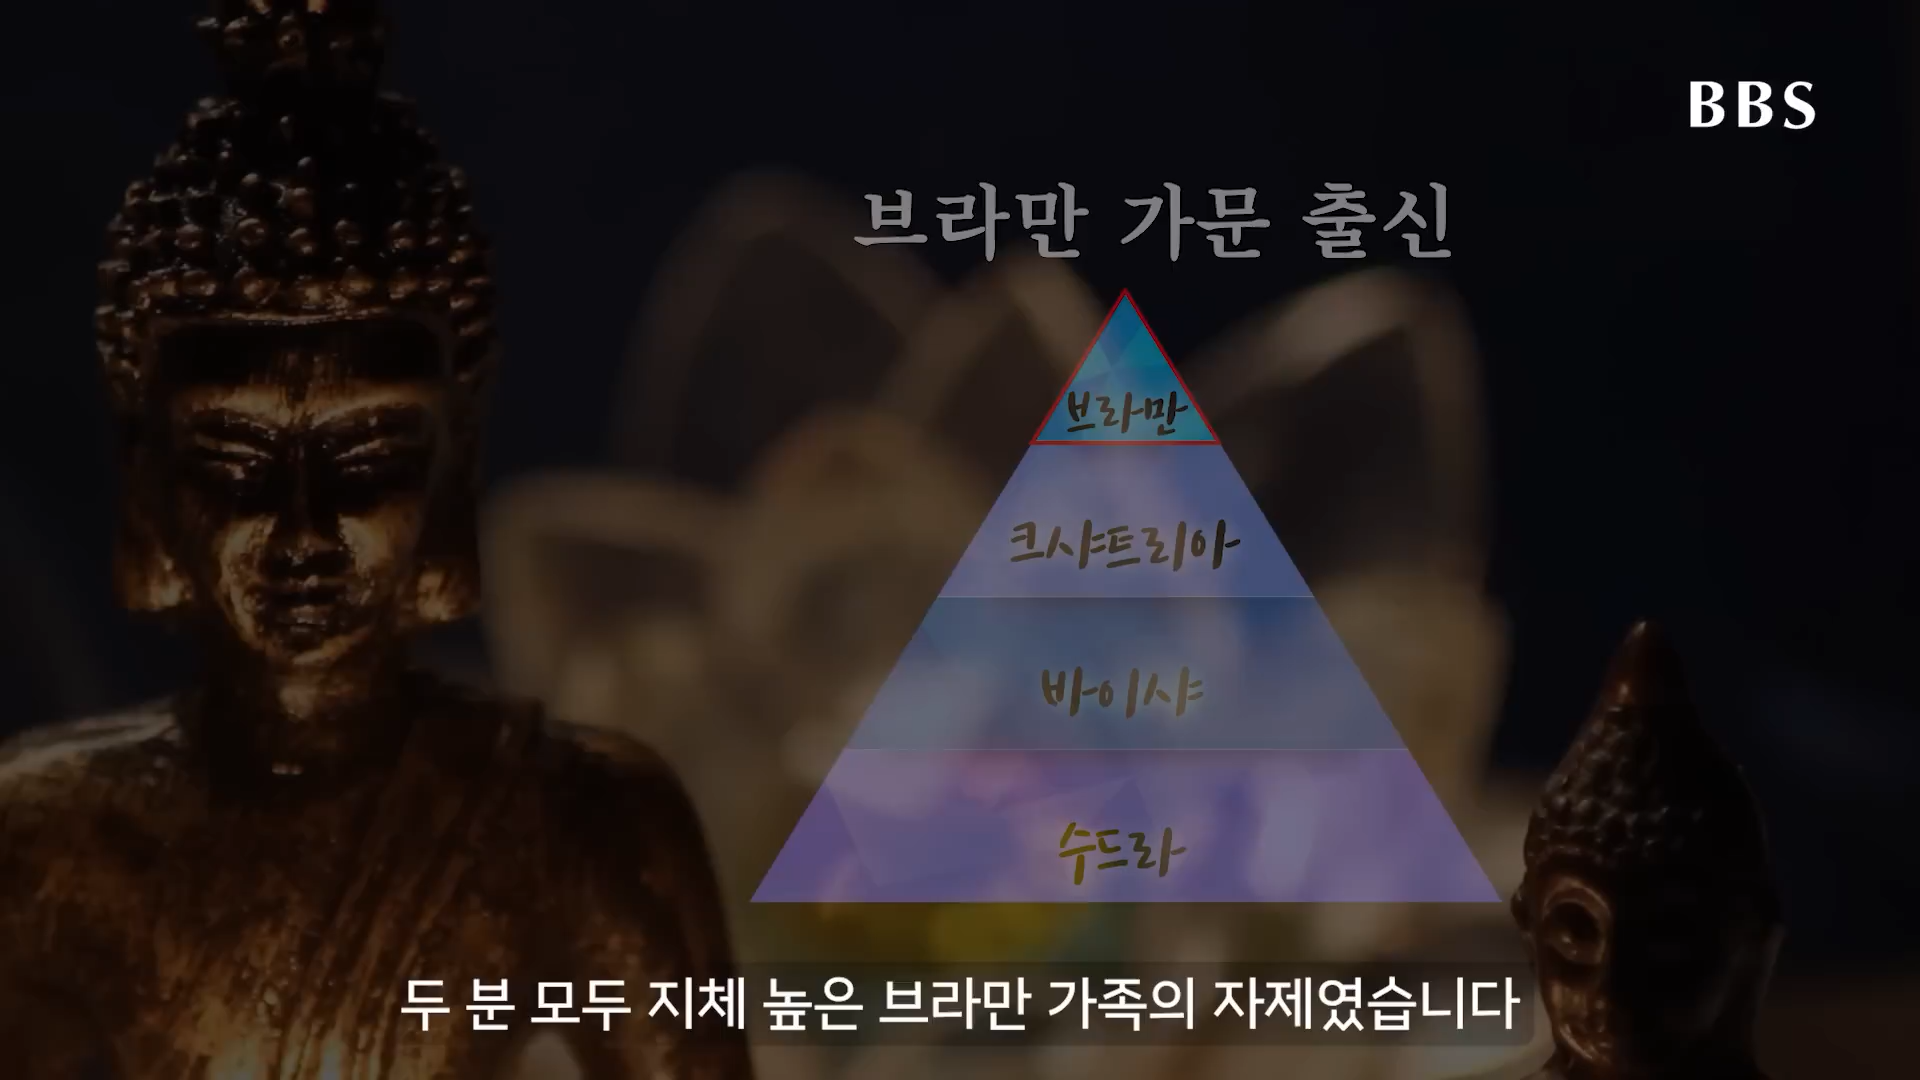 BBS
브라만 가문 출신
브라만
크샤트리아
바이샤
수드라
두 분 모두 지체 높은 브라만 가족의 자제였습니다